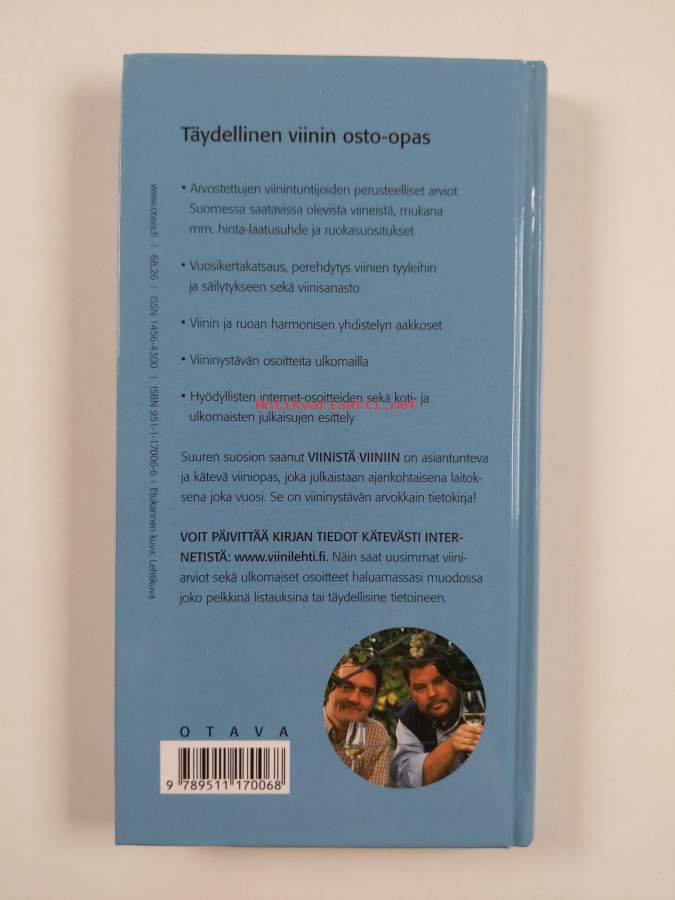 Täydellinen viinin osto-opas
• Arvostettujen viinintuntijoiden perusteelliset arviot
Suomessa saatavissa olevista viineistä, mukana
mm. hinta-laatusuhde ja ruokasuositukset
• Vuosikertakatsaus, perehdytys viinien tyyleihin
ja säilytykseen sekä viinisanasto
• Viinin ja ruoan harmonisen yhdistelyn aakkoset
• Viininystävän osoitteita ulkomailla
• Hyödyllisten internet-osoitteiden sekä koti- ja
ulkomaisten julkaisujen esittely
Antikvariaatti.net
Suuren suosion saanut VIINISTÄ VIINIIN on asiantunteva
ja kätevä viiniopas, joka julkaistaan ajankohtaisena laitok-
sena joka vuosi. Se on viininystävän arvokkain tietokirja!
VOIT PÄIVITTÄÄ KIRJAN TIEDOT KÄTEVÄSTI INTER-
NETISTÄ: www.viinilehti.fi. Näin saat uusimmat viini-
arviot sekä ulkomaiset osoitteet haluamassasi muodossa
joko pelkkinä listauksina tai täydellisine tietoineen.
www.otava.fi | 68.26 | ISSN 1456-4300 | ISBN 951-1-17006-6 | Etukannen kuva: Lehtikuva
OTAVA
9 789511 170068